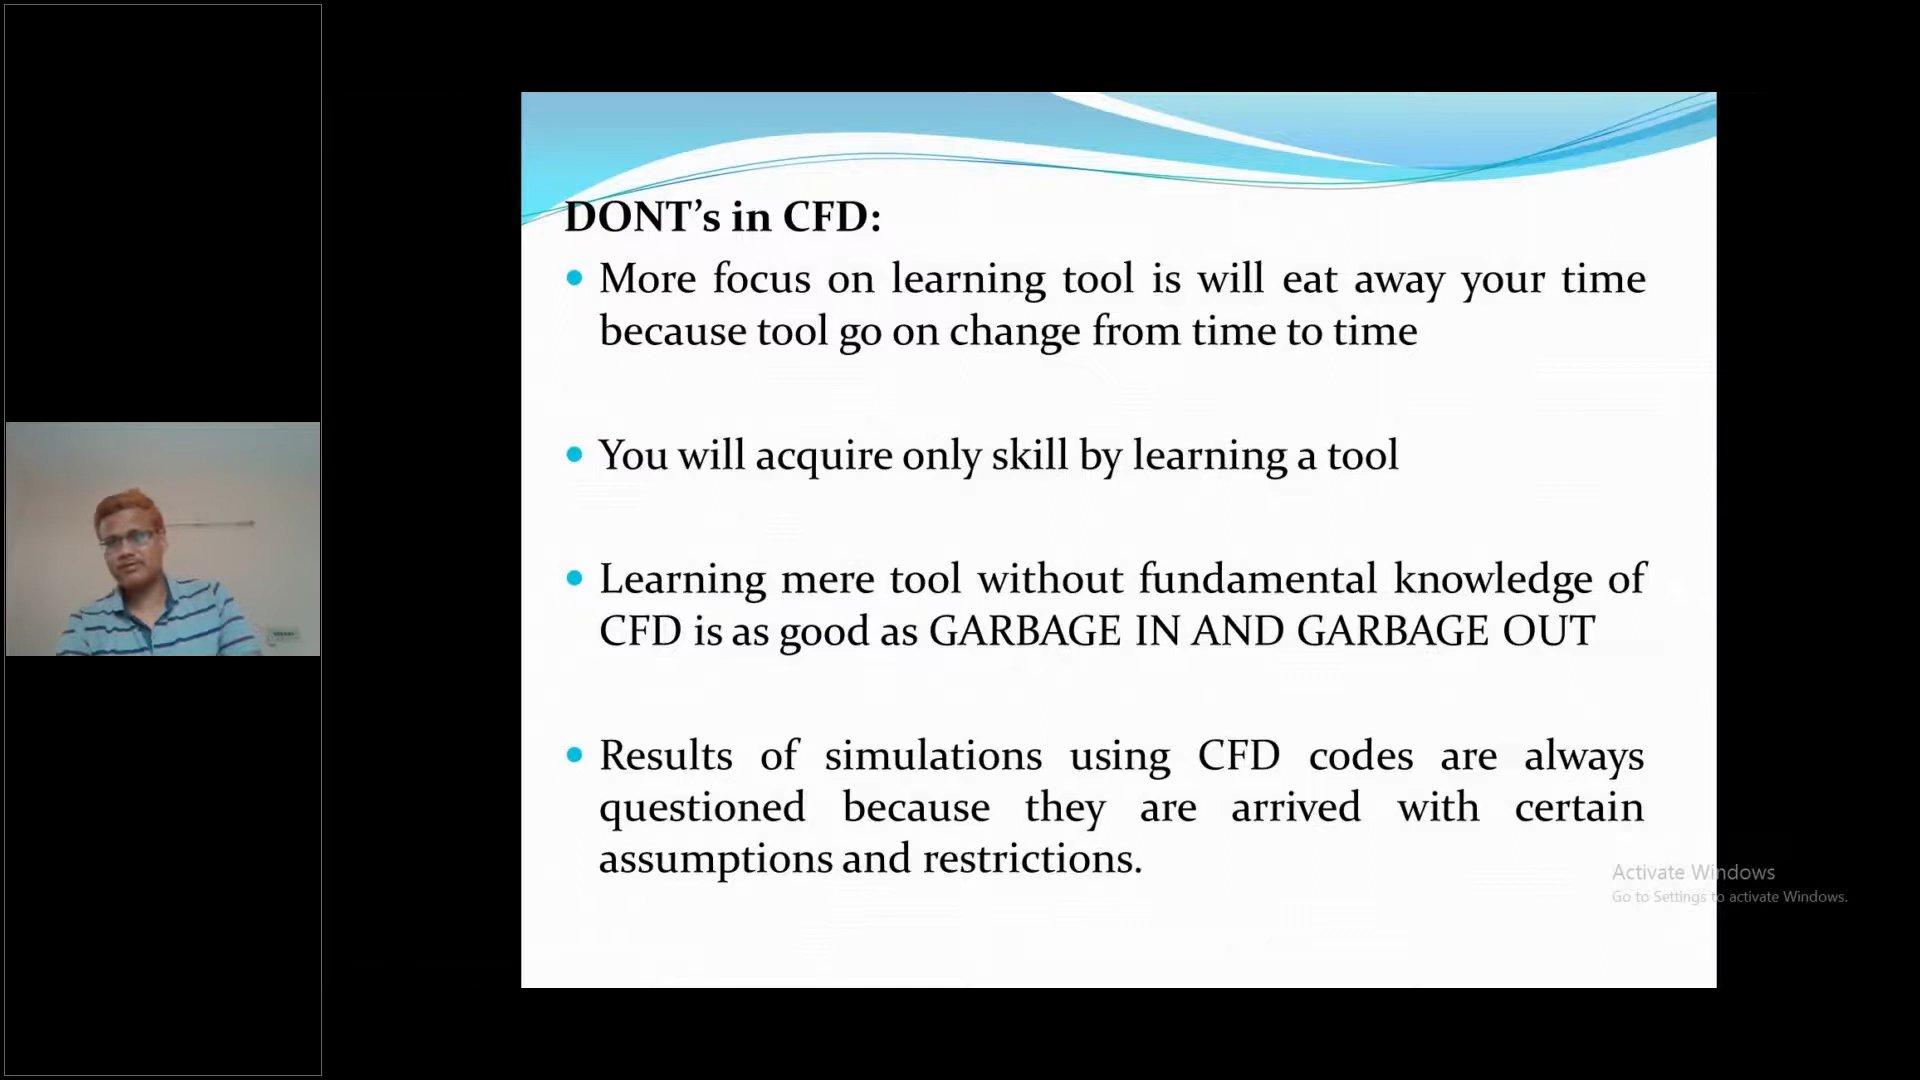 DONT's in CFD:
• More focus on learning tool is will eat away your time
because tool go on change from time to time
• You will acquire only skill by learning a tool
• Learning mere tool without fundamental knowledge of
CFD is as good as GARBAGE IN AND GARBAGE OUT
• Results of simulations using CFD codes are always
questioned because they are arrived with certain
assumptions and restrictions.
Activate Windows
Go to Settings to activate Windows.